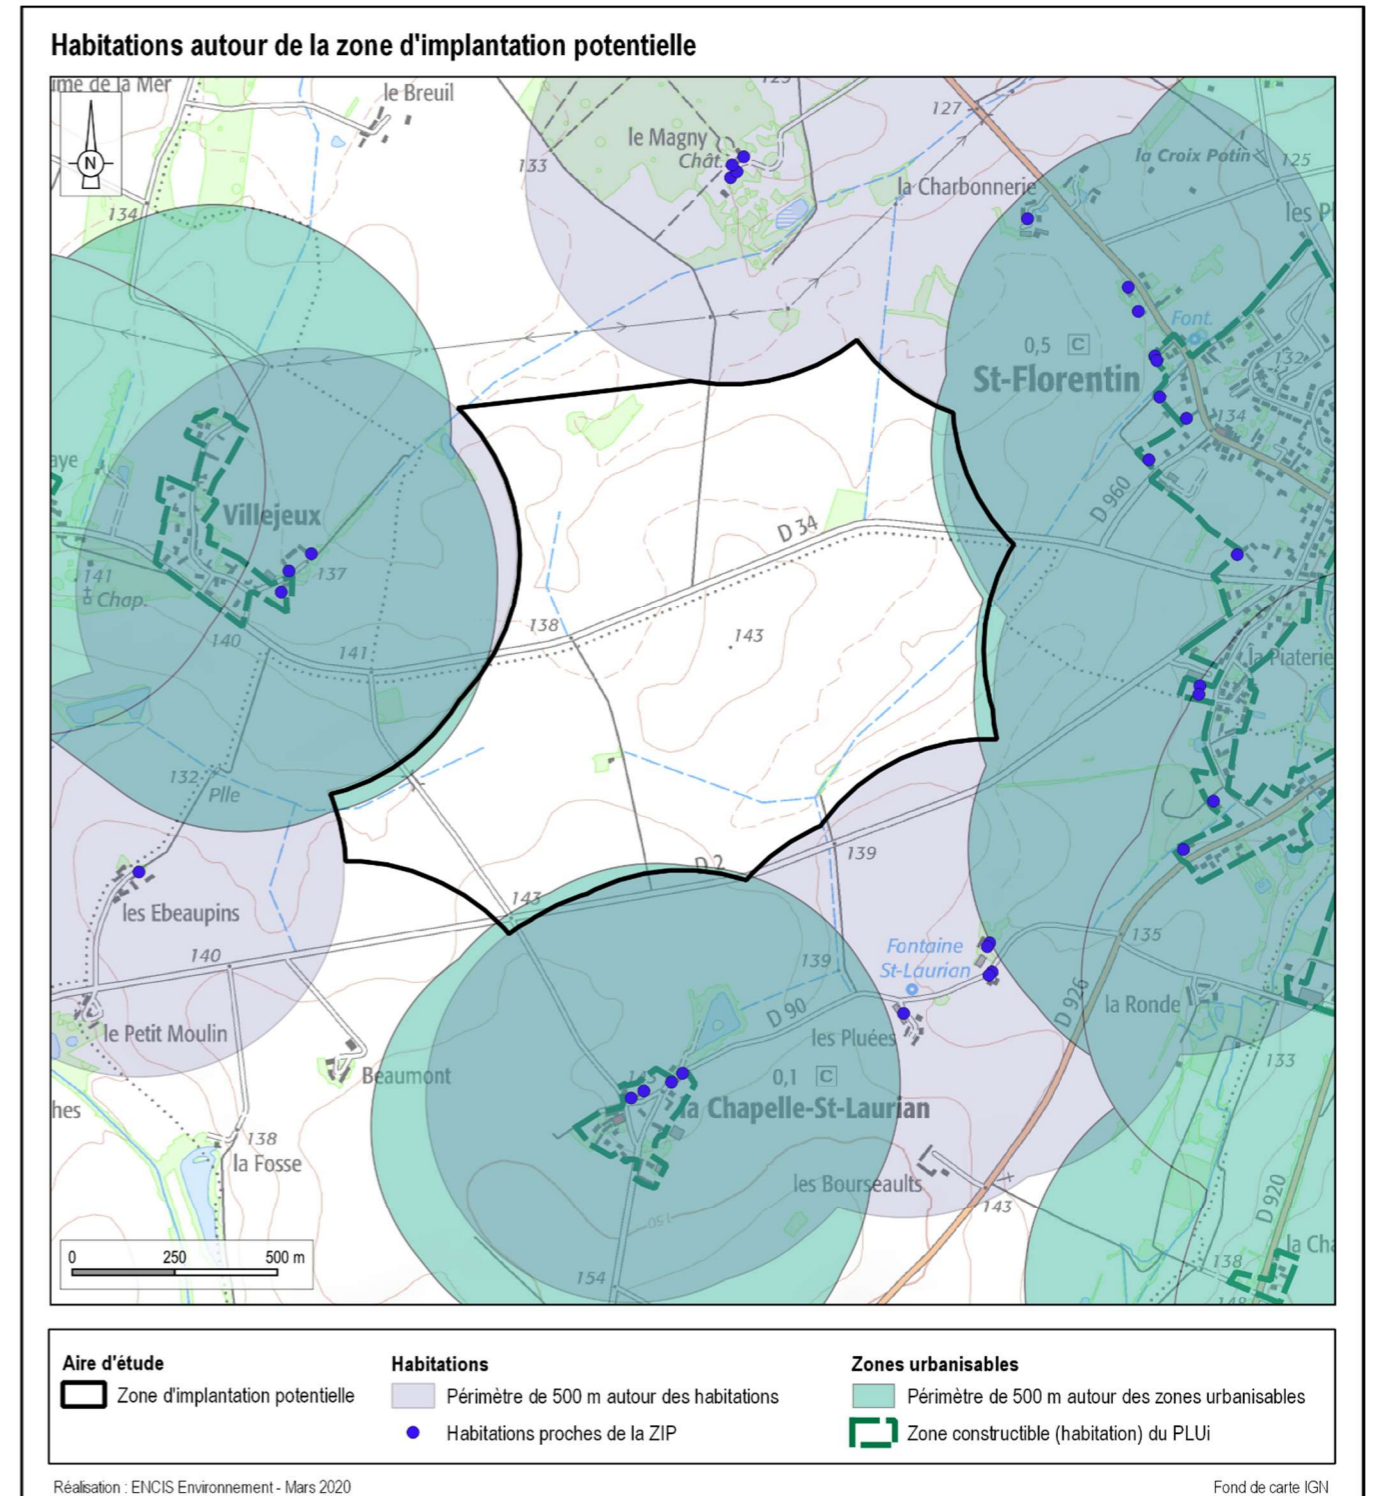 Habitations autour de la zone d'implantation potentielle
le Breuil
N
133
le Magny
Chât.
127
la Croix Potin
125
la Charbonnerie
134
Font.
0,5 C
132
St-Florentin
134
Villejeux
D 960
D 34
137
141
Chap.
138
143
140
141
la Piaterie
132
Plle
D 2
139
les Ebeaupins
143
135
Fontaine
St-Laurian
140
139
D 926
la Ronde
D 90
le Petit Moulin
les Pluées
133
Beaumont
0,1 C
la Chapelle-St-Laurian
138
la Fosse
les Bourseaults
143
D 920
150
138
0 250 500 m
154
Aire d'étude
Zone d'implantation potentielle
Habitations
Périmètre de 500 m autour des habitations
Habitations proches de la ZIP
Zones urbanisables
Périmètre de 500 m autour des zones urbanisables
Zone constructible (habitation) du PLUi
Réalisation : ENCIS Environnement - Mars 2020
Fond de carte IGN